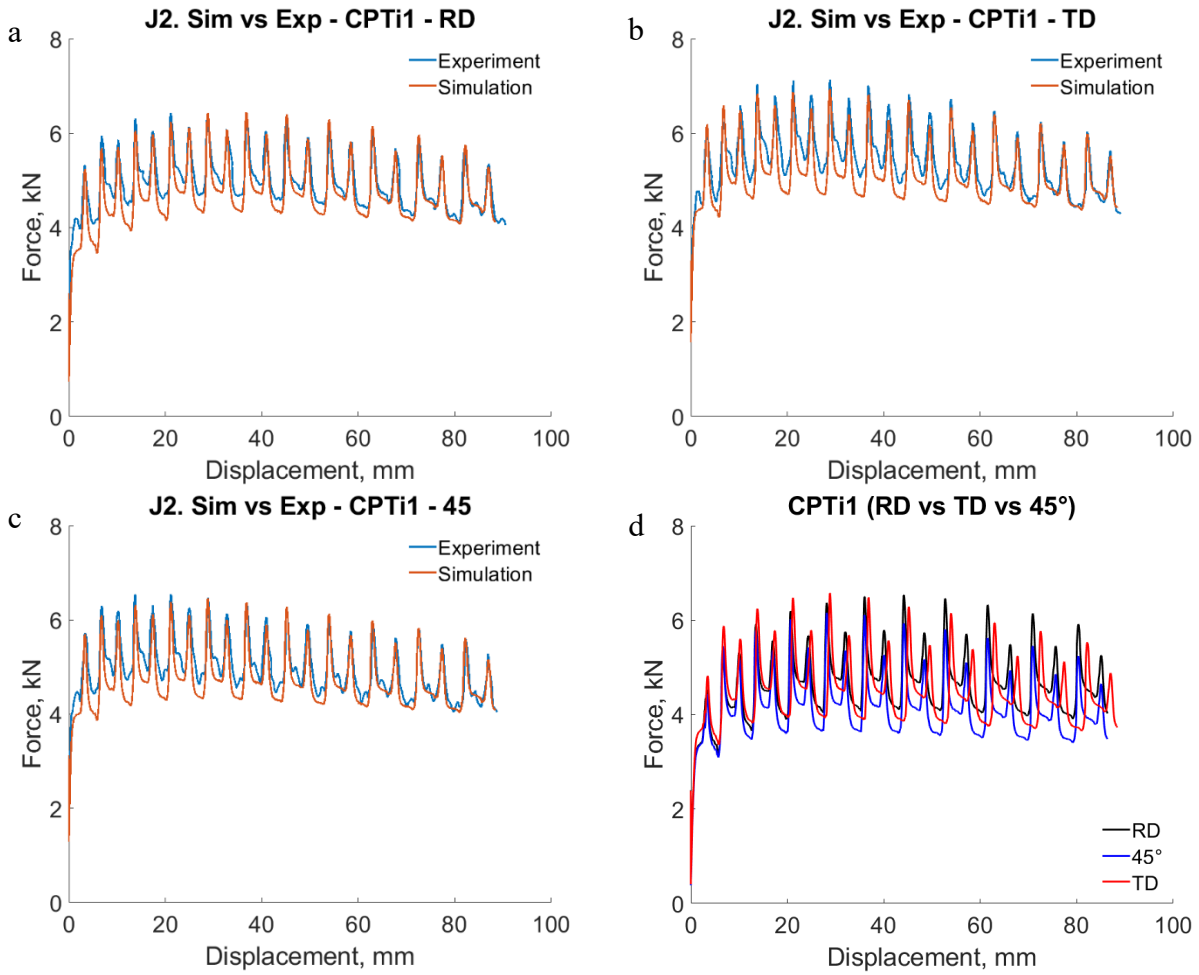 a
J2. Sim vs Exp - CPTi1 - RD
8
6
4
2
0
Force, kN
Experiment
Simulation
0 20 40 60 80 100
Displacement, mm
b
J2. Sim vs Exp - CPTi1 - TD
8
6
4
2
0
Force, kN
Experiment
Simulation
0 20 40 60 80 100
Displacement, mm
c
J2. Sim vs Exp - CPTi1 - 45
8
6
4
2
0
Force, kN
Experiment
Simulation
0 20 40 60 80 100
Displacement, mm
d
CPTi1 (RD vs TD vs 45°)
8
6
4
2
0
Force, kN
RD
45°
TD
0 20 40 60 80 100
Displacement, mm